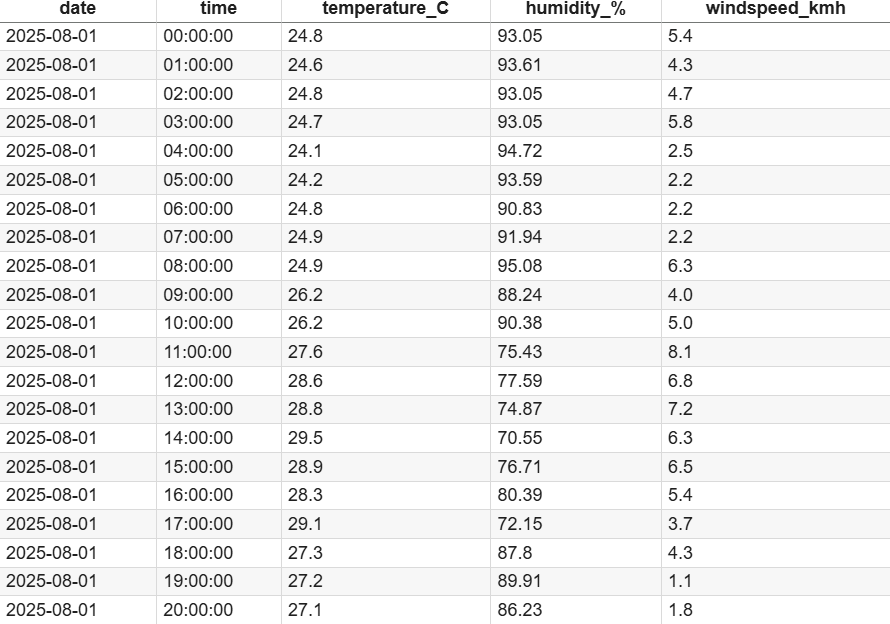 date time temperature_C humidity_% windspeed_kmh
2025-08-01 00:00:00 24.8 93.05 5.4
2025-08-01 01:00:00 24.6 93.61 4.3
2025-08-01 02:00:00 24.8 93.05 4.7
2025-08-01 03:00:00 24.7 93.05 5.8
2025-08-01 04:00:00 24.1 94.72 2.5
2025-08-01 05:00:00 24.2 93.59 2.2
2025-08-01 06:00:00 24.8 90.83 2.2
2025-08-01 07:00:00 24.9 91.94 2.2
2025-08-01 08:00:00 24.9 95.08 6.3
2025-08-01 09:00:00 26.2 88.24 4.0
2025-08-01 10:00:00 26.2 90.38 5.0
2025-08-01 11:00:00 27.6 75.43 8.1
2025-08-01 12:00:00 28.6 77.59 6.8
2025-08-01 13:00:00 28.8 74.87 7.2
2025-08-01 14:00:00 29.5 70.55 6.3
2025-08-01 15:00:00 28.9 76.71 6.5
2025-08-01 16:00:00 28.3 80.39 5.4
2025-08-01 17:00:00 29.1 72.15 3.7
2025-08-01 18:00:00 27.3 87.8 4.3
2025-08-01 19:00:00 27.2 89.91 1.1
2025-08-01 20:00:00 27.1 86.23 1.8